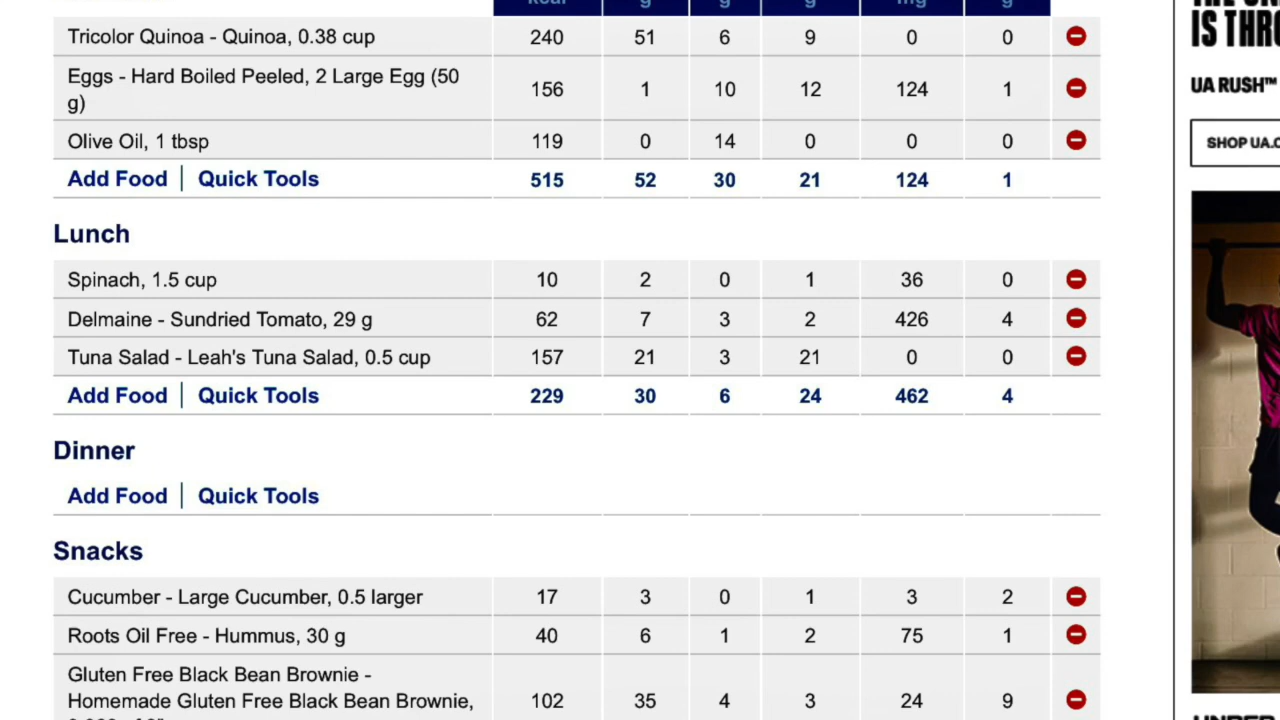 kcal g g g mg g
IS THRO
Tricolor Quinoa - Quinoa, 0.38 cup 240 51 6 9 0 0
Eggs - Hard Boiled Peeled, 2 Large Egg (50
g) 156 1 10 12 124 1
UA RUSH™
Olive Oil, 1 tbsp 119 0 14 0 0 0
SHOP UA.C
Add Food | Quick Tools 515 52 30 21 124 1
Lunch
Spinach, 1.5 cup 10 2 0 1 36 0
Delmaine - Sundried Tomato, 29 g 62 7 3 2 426 4
Tuna Salad - Leah's Tuna Salad, 0.5 cup 157 21 3 21 0 0
Add Food | Quick Tools 229 30 6 24 462 4
Dinner
Add Food | Quick Tools
Snacks
Cucumber - Large Cucumber, 0.5 larger 17 3 0 1 3 2
Roots Oil Free - Hummus, 30 g 40 6 1 2 75 1
Gluten Free Black Bean Brownie -
Homemade Gluten Free Black Bean Brownie, 102 35 4 3 24 9